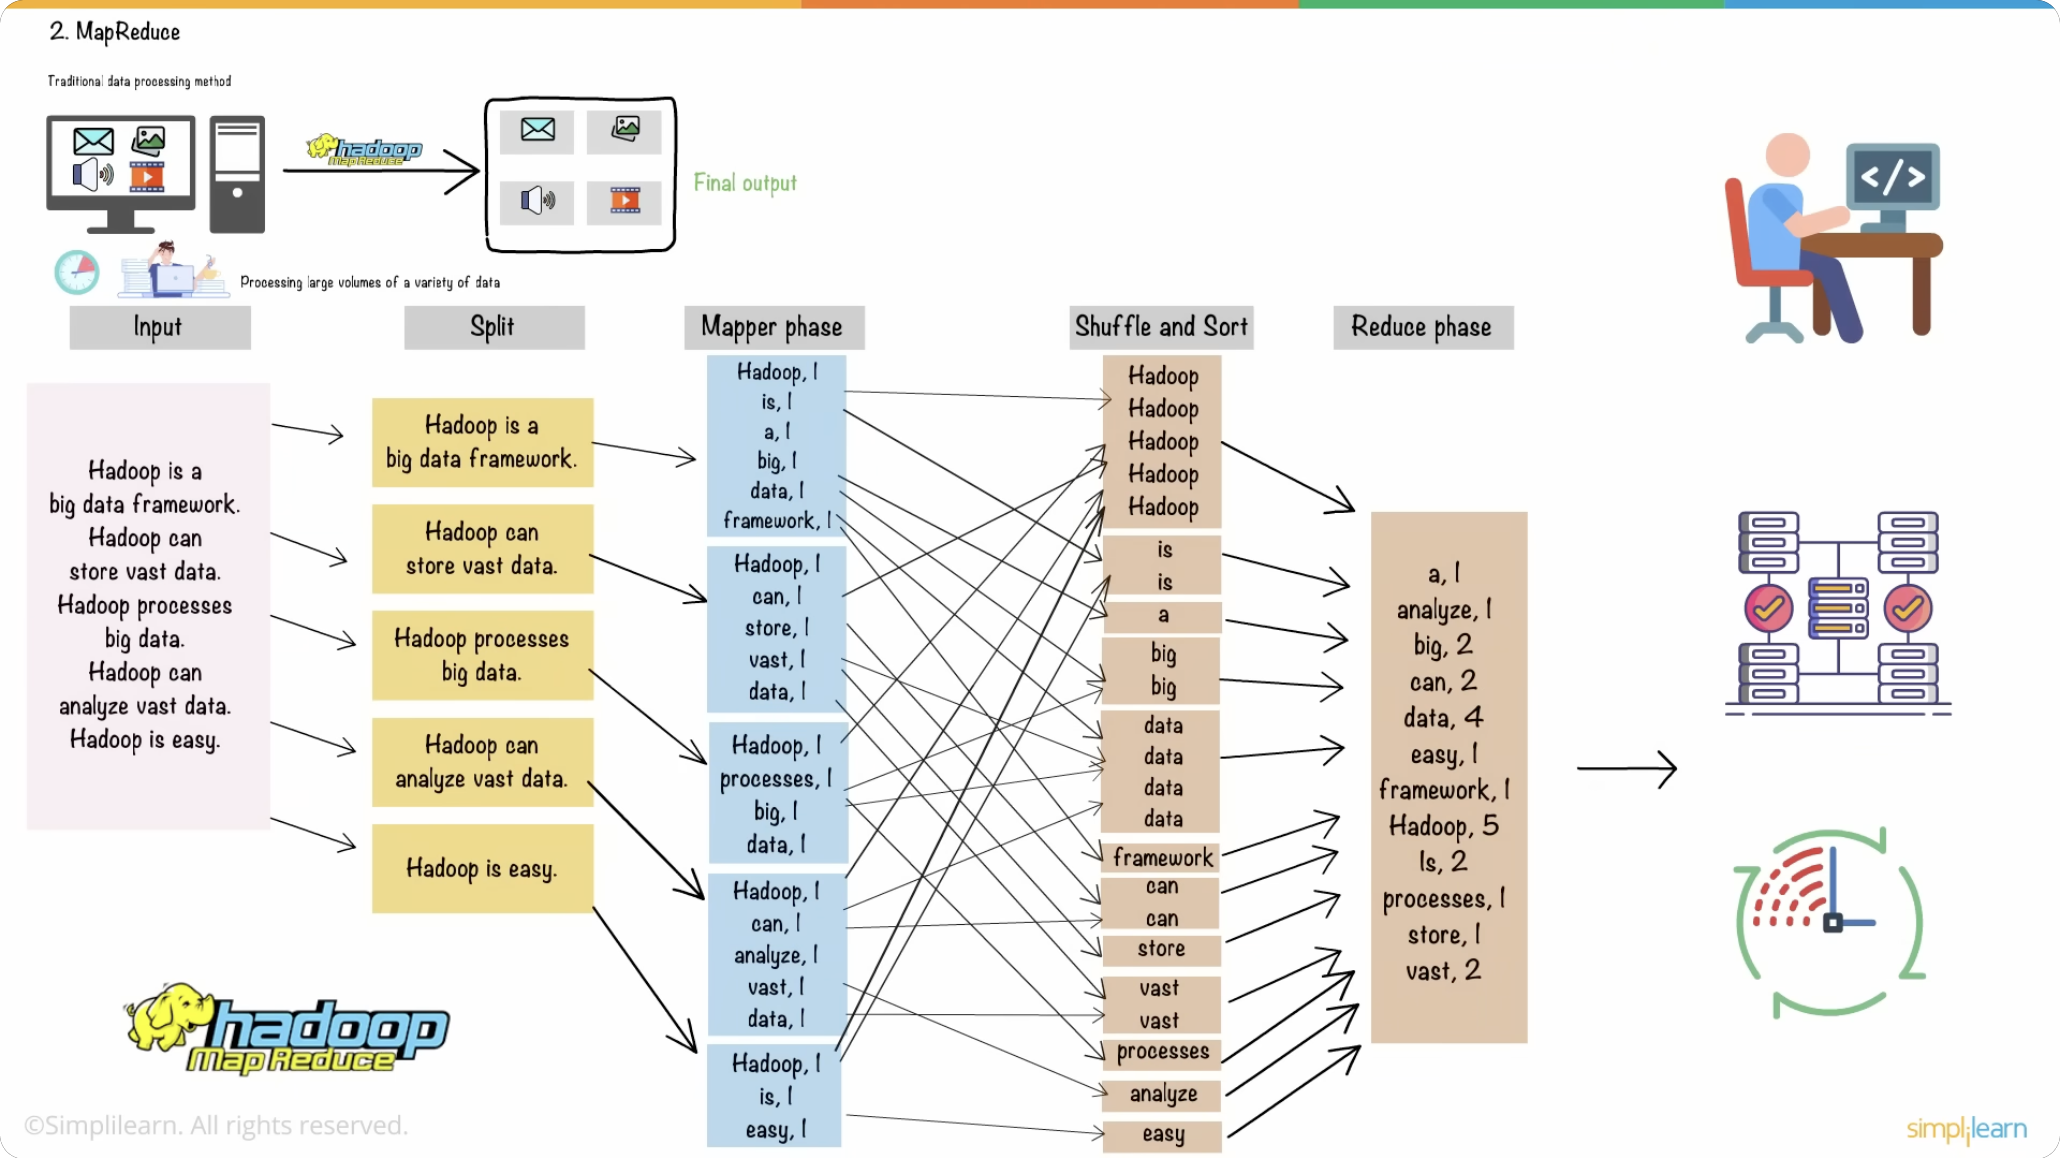 2. MapReduce
Traditional data processing method
hadoop
Map Reduce
Final output
</>
Processing large volumes of a variety of data
Input
Split
Mapper phase
Shuffle and Sort
Reduce phase
Hadoop is a
big data framework.
Hadoop can
store vast data.
Hadoop processes
big data.
Hadoop can
analyze vast data.
Hadoop is easy.
Hadoop is a
big data framework.
Hadoop can
store vast data.
Hadoop processes
big data.
Hadoop can
analyze vast data.
Hadoop is easy.
Hadoop, 1
is, 1
a, 1
big, 1
data, 1
framework, 1
Hadoop, 1
can, 1
store, 1
vast, 1
data, 1
Hadoop, 1
processes, 1
big, 1
data, 1
Hadoop, 1
can, 1
analyze, 1
vast, 1
data, 1
Hadoop, 1
is, 1
easy, 1
Hadoop
Hadoop
Hadoop
Hadoop
Hadoop
is
is
a
big
big
data
data
data
data
framework
can
can
store
vast
vast
processes
analyze
easy
a, 1
analyze, 1
big, 2
can, 2
data, 4
easy, 1
framework, 1
Hadoop, 5
Is, 2
processes, 1
store, 1
vast, 2
hadoop
Map Reduce
©Simplilearn. All rights reserved.
simplilearn